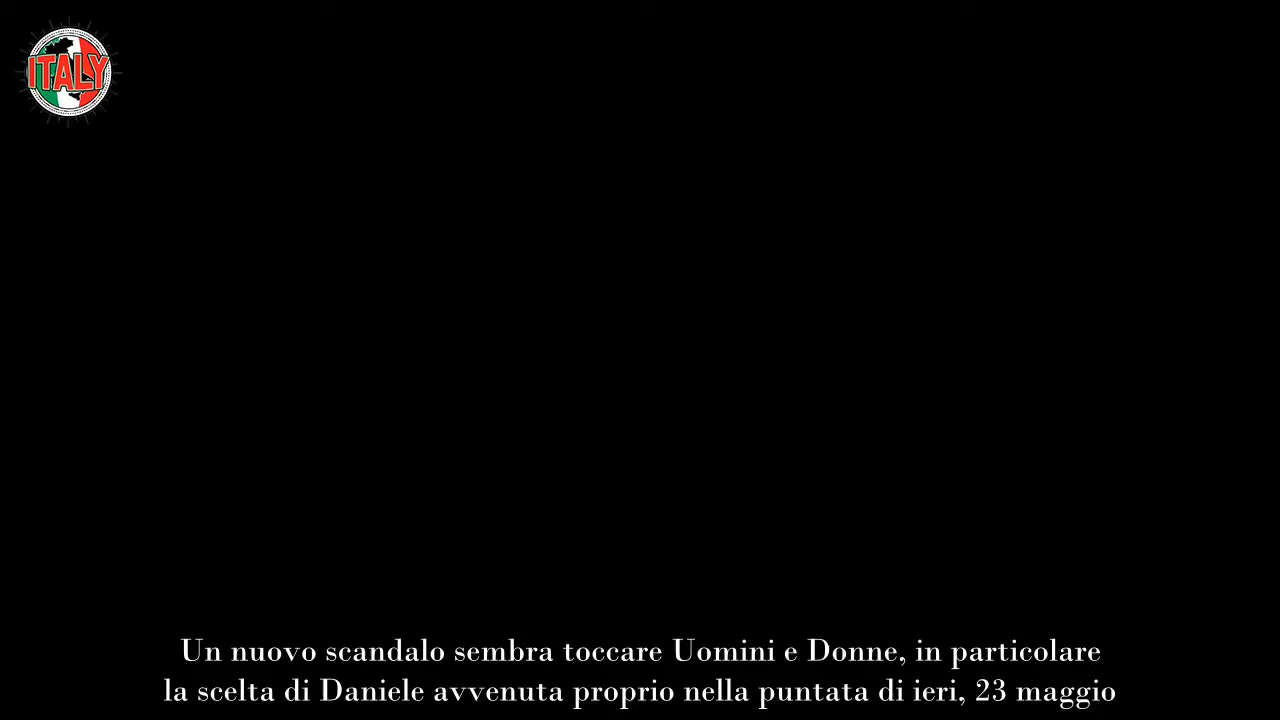 ITALY
Un nuovo scandalo sembra toccare Uomini e Donne, in particolare
la scelta di Daniele avvenuta proprio nella puntata di ieri, 23 maggio